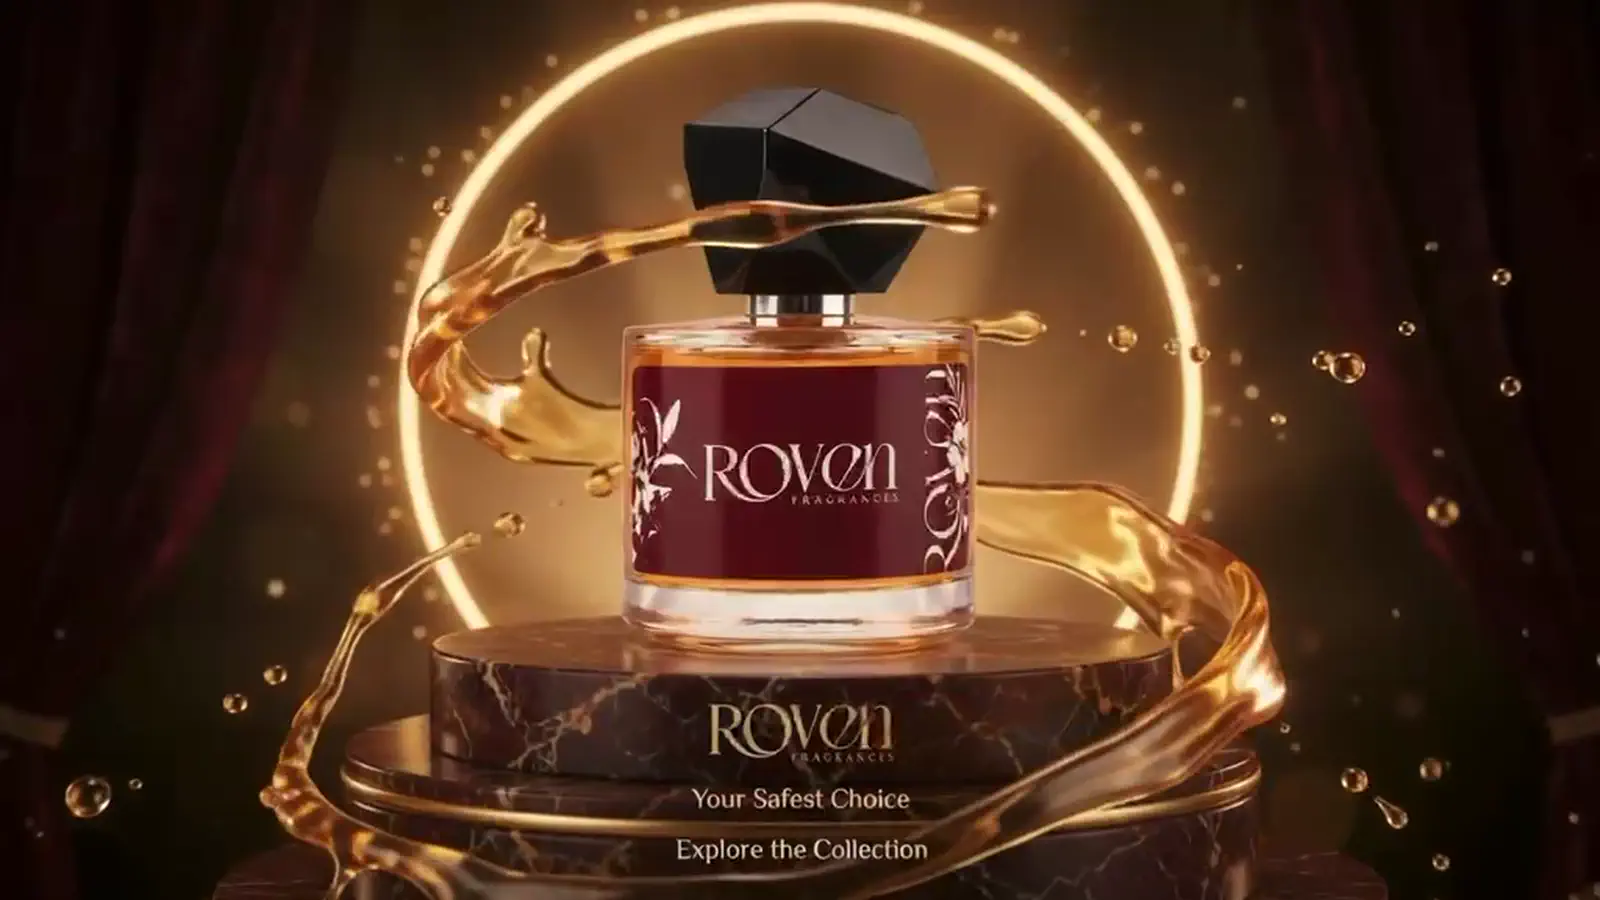 ROVEN
FRAGRANCES
ROVEN
ROVEN
FRAGRANCES
Your Safest Choice
Explore the Collection